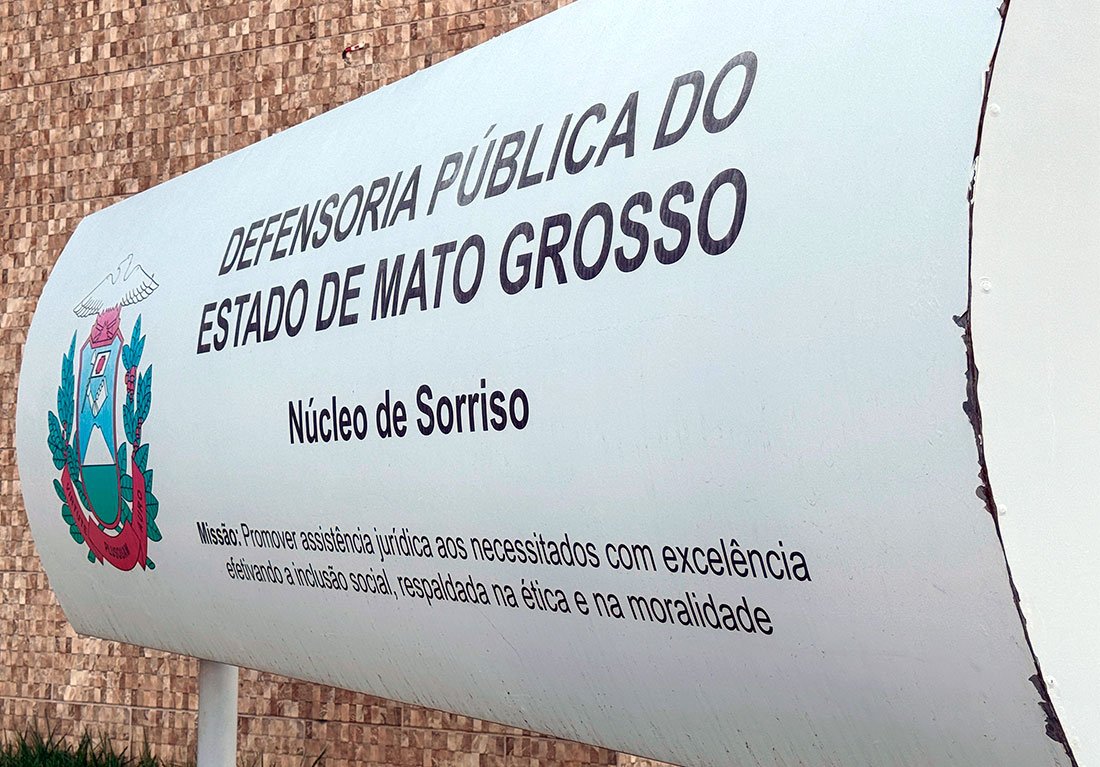 DEFENSORIA PÚBLICA DO
ESTADO DE MATO GROSSO
Núcleo de Sorriso
Missão: Promover assistência jurídica aos necessitados com excelência
efetivando a inclusão social, respaldada na ética e na moralidade